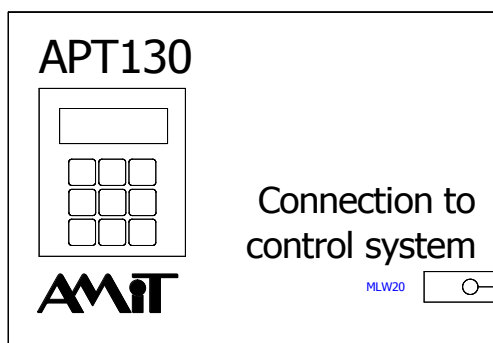 APT130
Connection to
control system
AMiT
MLW20